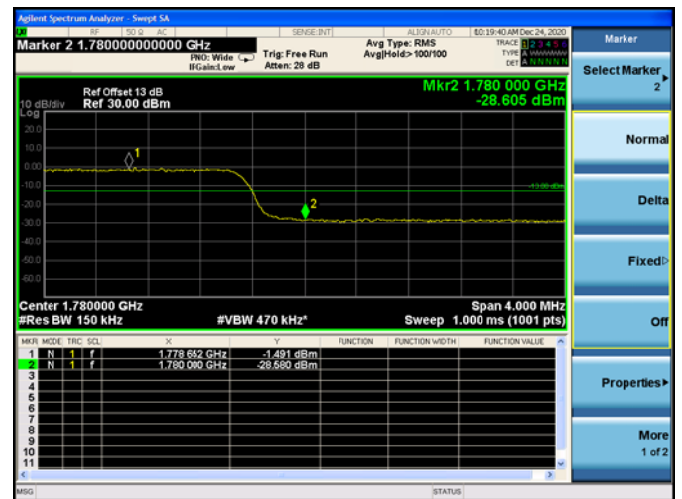 Agilent Spectrum Analyzer - Swept SA
RF 50 Ω AC SENSE:INT ALIGN AUTO 10:19:40 AM Dec 24, 2020
Marker 2 1.780000000000 GHz
PNO: Wide
IFGain:Low
Trig: Free Run
Atten: 28 dB
Avg Type: RMS
Avg|Hold:> 100/100
TRACE 1 2 3 4 5 6
TYPE A WWWWW
DET A N N N N N
Ref Offset 13 dB
10 dB/div Ref 30.00 dBm
Log
Mkr2 1.780 000 GHz
-28.605 dBm
20.0
10.0
0.00
-10.0
-20.0
-30.0
-40.0
-50.0
-60.0
1
2
-13.00 dBm
Center 1.780000 GHz Span 4.000 MHz
#Res BW 150 kHz #VBW 470 kHz* Sweep 1.000 ms (1001 pts)
MKR MODE TRC SCL X Y FUNCTION FUNCTION WIDTH FUNCTION VALUE
1 N 1 f 1.778 652 GHz -1.491 dBm
2 N 1 f 1.780 000 GHz -28.580 dBm
3
4
5
6
7
8
9
10
11
MSG STATUS
Marker
Select Marker
2
Normal
Delta
Fixed
Off
Properties
More
1 of 2